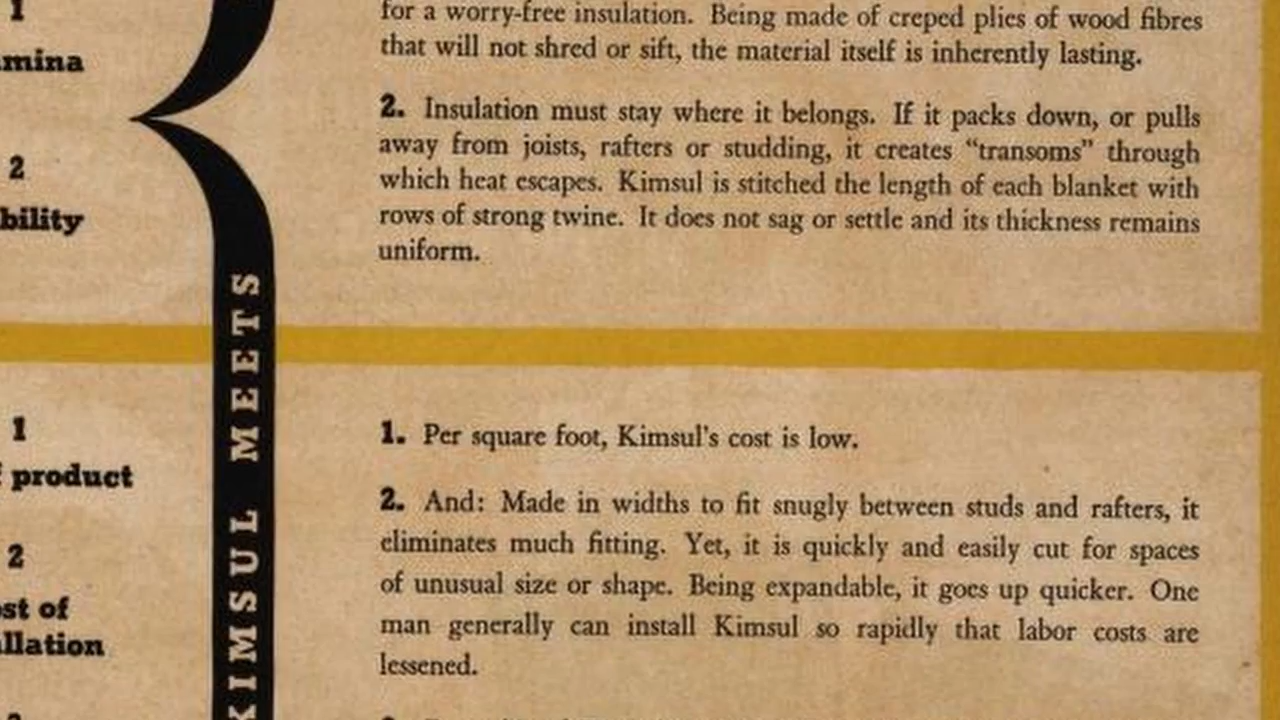 1
2
for a worry-free insulation. Being made of creped plies of wood fibres
that will not shred or sift, the material itself is inherently lasting.
2. Insulation must stay where it belongs. If it packs down, or pulls
away from joists, rafters or studding, it creates “transoms” through
which heat escapes. Kimsul is stitched the length of each blanket with
rows of strong twine. It does not sag or settle and its thickness remains
uniform.
KIMSUL MEETS
1
product
2
of
1. Per square foot, Kimsul's cost is low.
2. And: Made in widths to fit snugly between studs and rafters, it
eliminates much fitting. Yet, it is quickly and easily cut for spaces
of unusual size or shape. Being expandable, it goes up quicker. One
man generally can install Kimsul so rapidly that labor costs are
lessened.